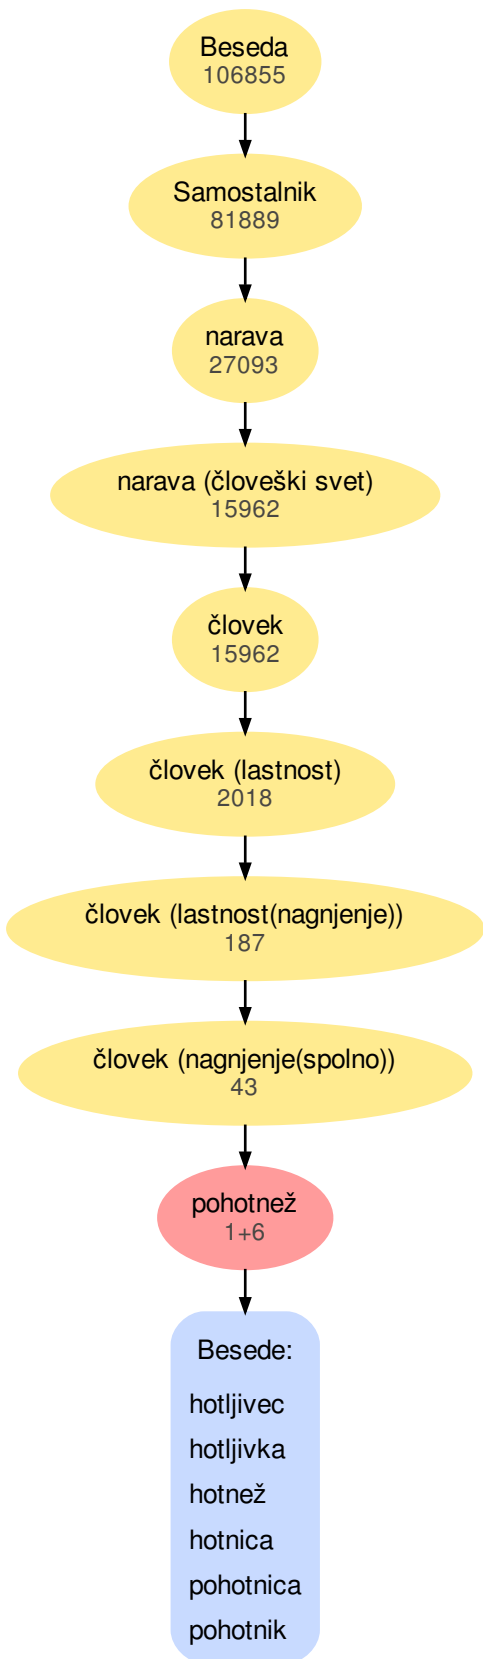 Beseda
106855
Samostalnik
81889
narava
27093
narava (človeški svet)
15962
človek
15962
človek (lastnost)
2018
človek (lastnost(nagnjenje))
187
človek (nagnjenje(spolno))
43
pohotnež
1+6
Besede:
hotljivec
hotljivka
hotnež
hotnica
pohotnica
pohotnik